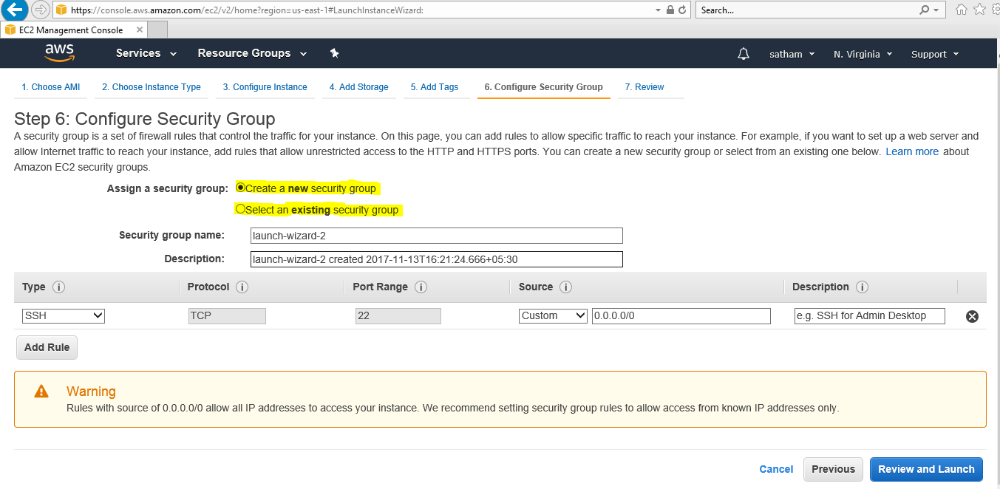 https://console.aws.amazon.com/ec2/v2/home?region=us-east-1#LaunchInstanceWizard:
Search...
EC2 Management Console
aws
Services
Resource Groups
satham
N. Virginia
Support
1. Choose AMI
2. Choose Instance Type
3. Configure Instance
4. Add Storage
5. Add Tags
6. Configure Security Group
7. Review
Step 6: Configure Security Group
A security group is a set of firewall rules that control the traffic for your instance. On this page, you can add rules to allow specific traffic to reach your instance. For example, if you want to set up a web server and
allow Internet traffic to reach your instance, add rules that allow unrestricted access to the HTTP and HTTPS ports. You can create a new security group or select from an existing one below. Learn more about
Amazon EC2 security groups.
Assign a security group: Create a new security group
Select an existing security group
Security group name: launch-wizard-2
Description: launch-wizard-2 created 2017-11-13T16:21:24.666+05:30
Type i Protocol i Port Range i Source i Description i
SSH TCP 22 Custom 0.0.0.0/0 e.g. SSH for Admin Desktop
Add Rule
Warning
Rules with source of 0.0.0.0/0 allow all IP addresses to access your instance. We recommend setting security group rules to allow access from known IP addresses only.
Cancel Previous Review and Launch